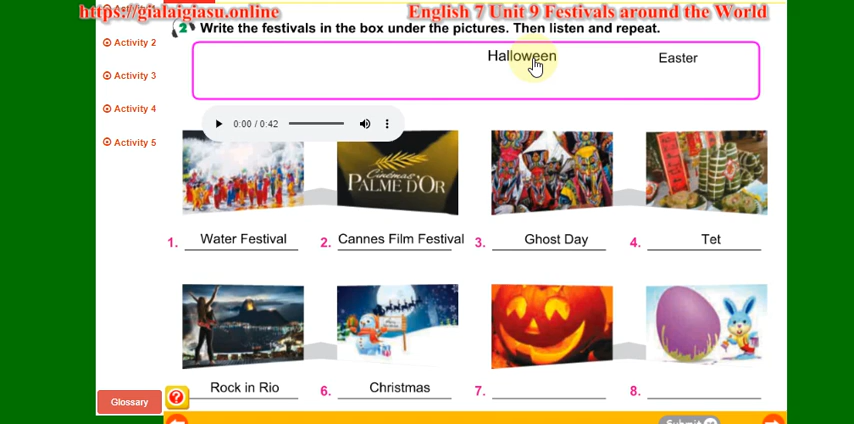 https://gialaigiasu.online
English 7 Unit 9 Festivals around the World
2 Write the festivals in the box under the pictures. Then listen and repeat.
Activity 2
Activity 3
Activity 4
Activity 5
Halloween
Easter
0:00 / 0:42
Cinemas
PALME D'OR
1. Water Festival
2. Cannes Film Festival
3. Ghost Day
4. Tet
Rock in Rio
6. Christmas
7.
8.
Glossary
?
Submit